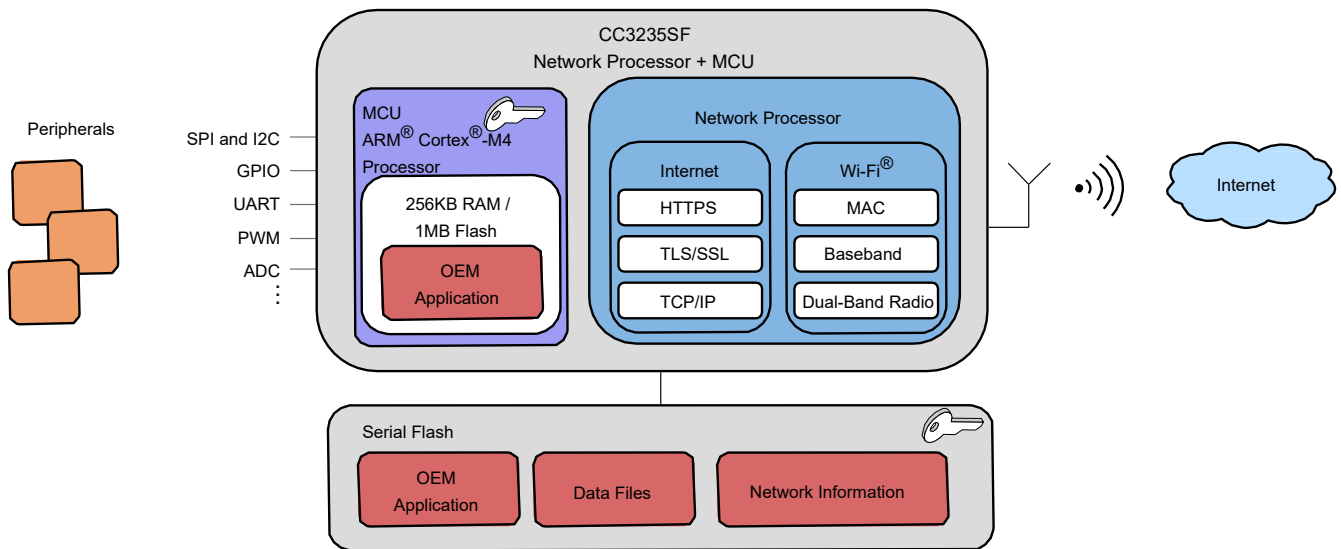 CC3235SF
Network Processor + MCU
Peripherals
SPI and I2C
GPIO
UART
PWM
ADC
⋮
MCU
ARM® Cortex®-M4
Processor
256KB RAM /
1MB Flash
OEM
Application
Network Processor
Internet
HTTPS
TLS/SSL
TCP/IP
Wi-Fi®
MAC
Baseband
Dual-Band Radio
Internet
Serial Flash
OEM
Application
Data Files
Network Information